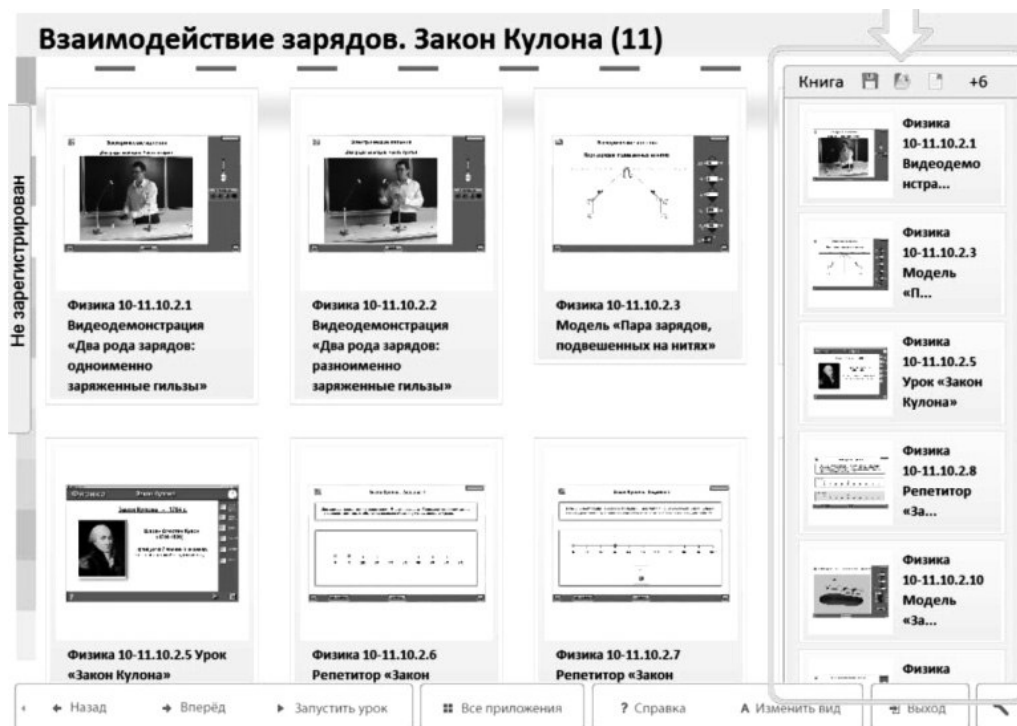 Взаимодействие зарядов. Закон Кулона (11)
Не зарегистрирован
Физика 10-11.10.2.1
Видеодемонстрация
«Два рода зарядов:
одноименно
заряженные гильзы»
Физика 10-11.10.2.2
Видеодемонстрация
«Два рода зарядов:
разноименно
заряженные гильзы»
Физика 10-11.10.2.3
Модель «Пара зарядов,
подвешенных на нитях»
Физика 10-11.10.2.5 Урок
«Закон Кулона»
Физика 10-11.10.2.6
Репетитор «Закон
Физика 10-11.10.2.7
Репетитор «Закон
Книга +6
Физика
10-11.10.2.1
Видеодемо
нстра...
Физика
10-11.10.2.3
Модель
«П...
Физика
10-11.10.2.5
Урок «Закон
Кулона»
Физика
10-11.10.2.8
Репетитор
«За...
Физика
10-11.10.2.10
Модель
«За...
Физика
Назад Вперёд Запустить урок Все приложения ? Справка А Изменить вид Выход